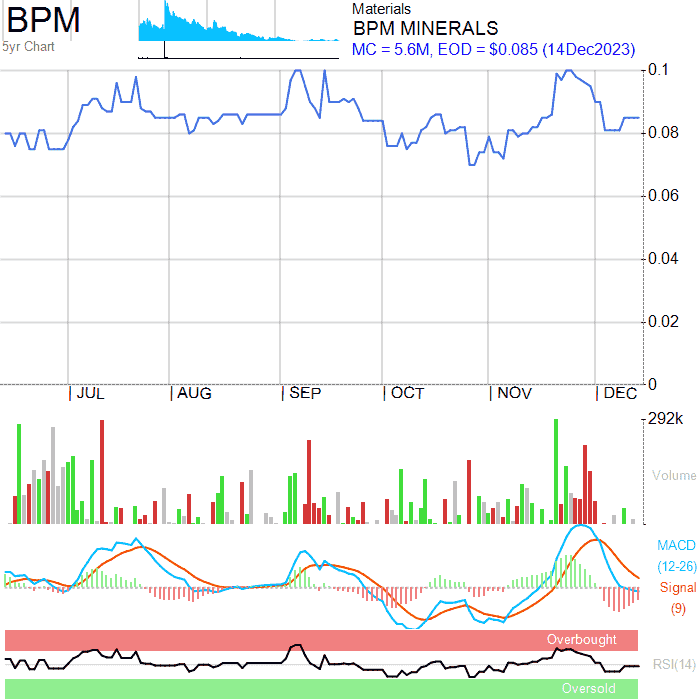 BPM
5yr Chart
Materials
BPM MINERALS
MC = 5.6M, EOD = $0.085 (14Dec2023)
0.1
0.08
0.06
0.04
0.02
0
JUL AUG SEP OCT NOV DEC
292k
Volume
MACD
(12-26)
Signal
(9)
Overbought
RSI(14)
Oversold